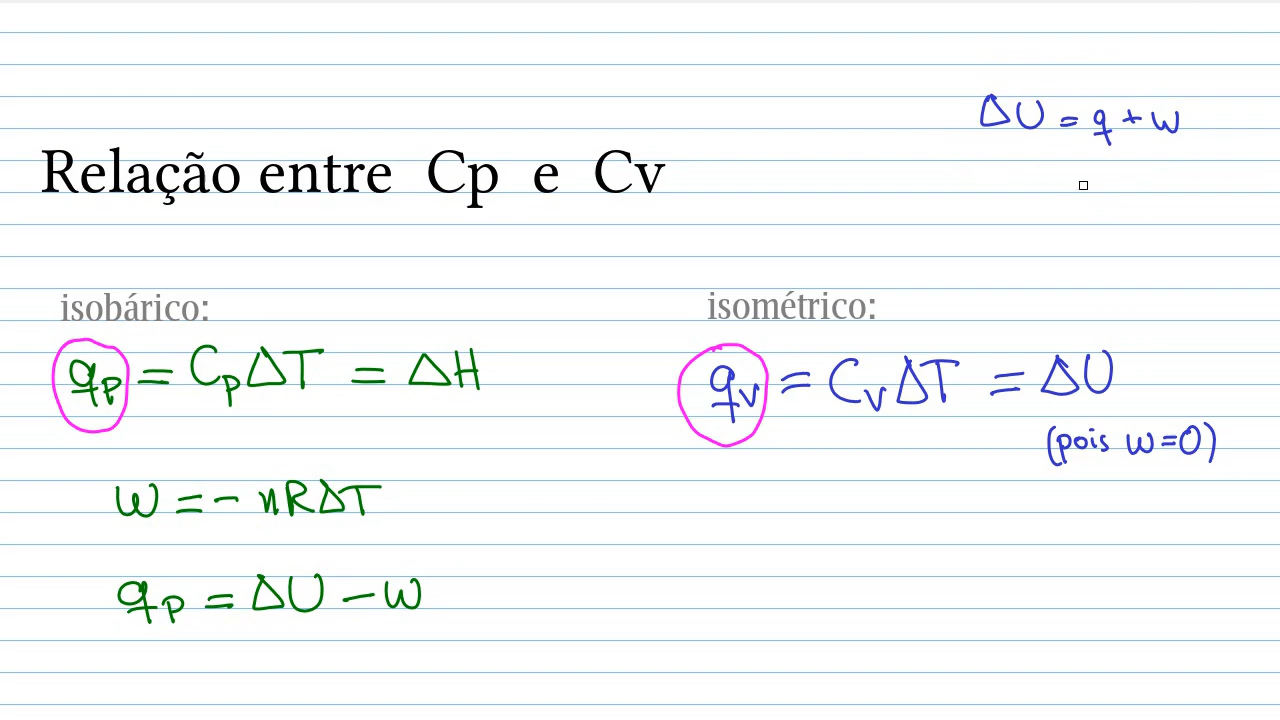 ΔU = q + w
Relação entre Cp e Cv
isobárico:
qp = CpΔT = ΔH
w = - nRΔT
qp = ΔU - w
isométrico:
qv = CvΔT = ΔU
(pois w=0)